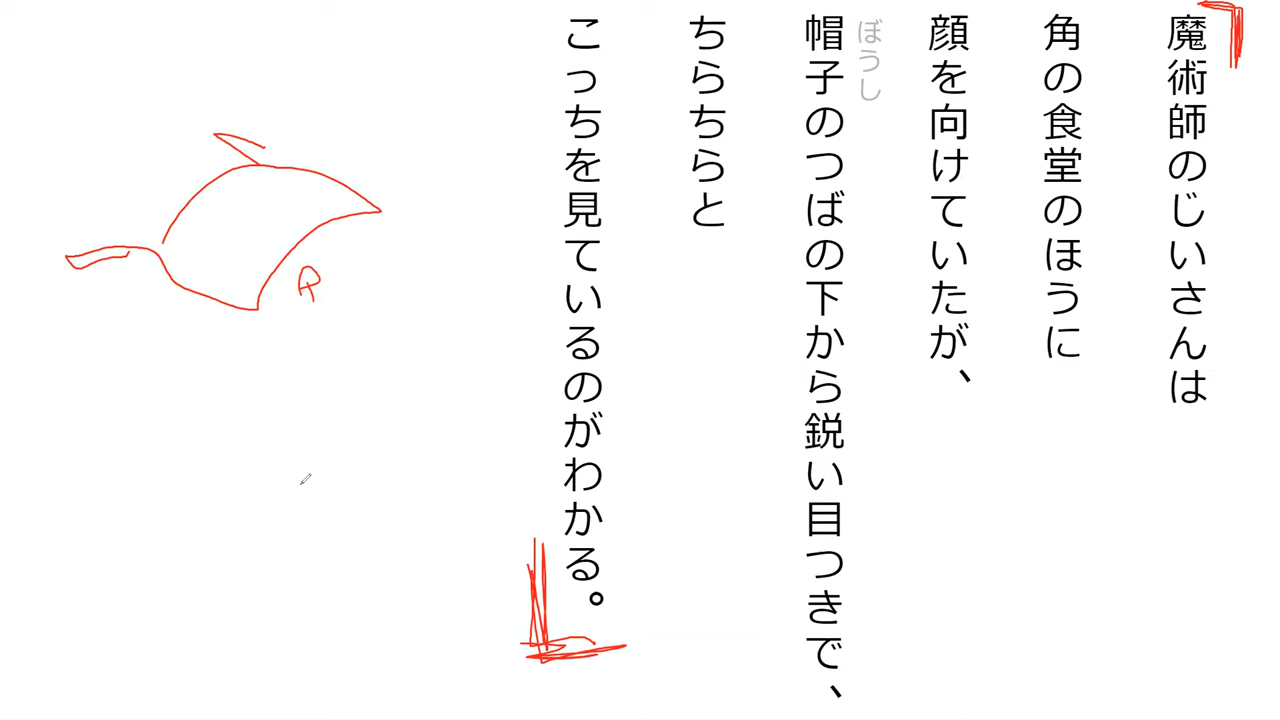 魔術師のじいさんは
角の食堂のほうに
顔を向けていたが、
ぼうし
帽子のつばの下から鋭い目つきで、
ちらちらと
こっちを見ているのがわかる。